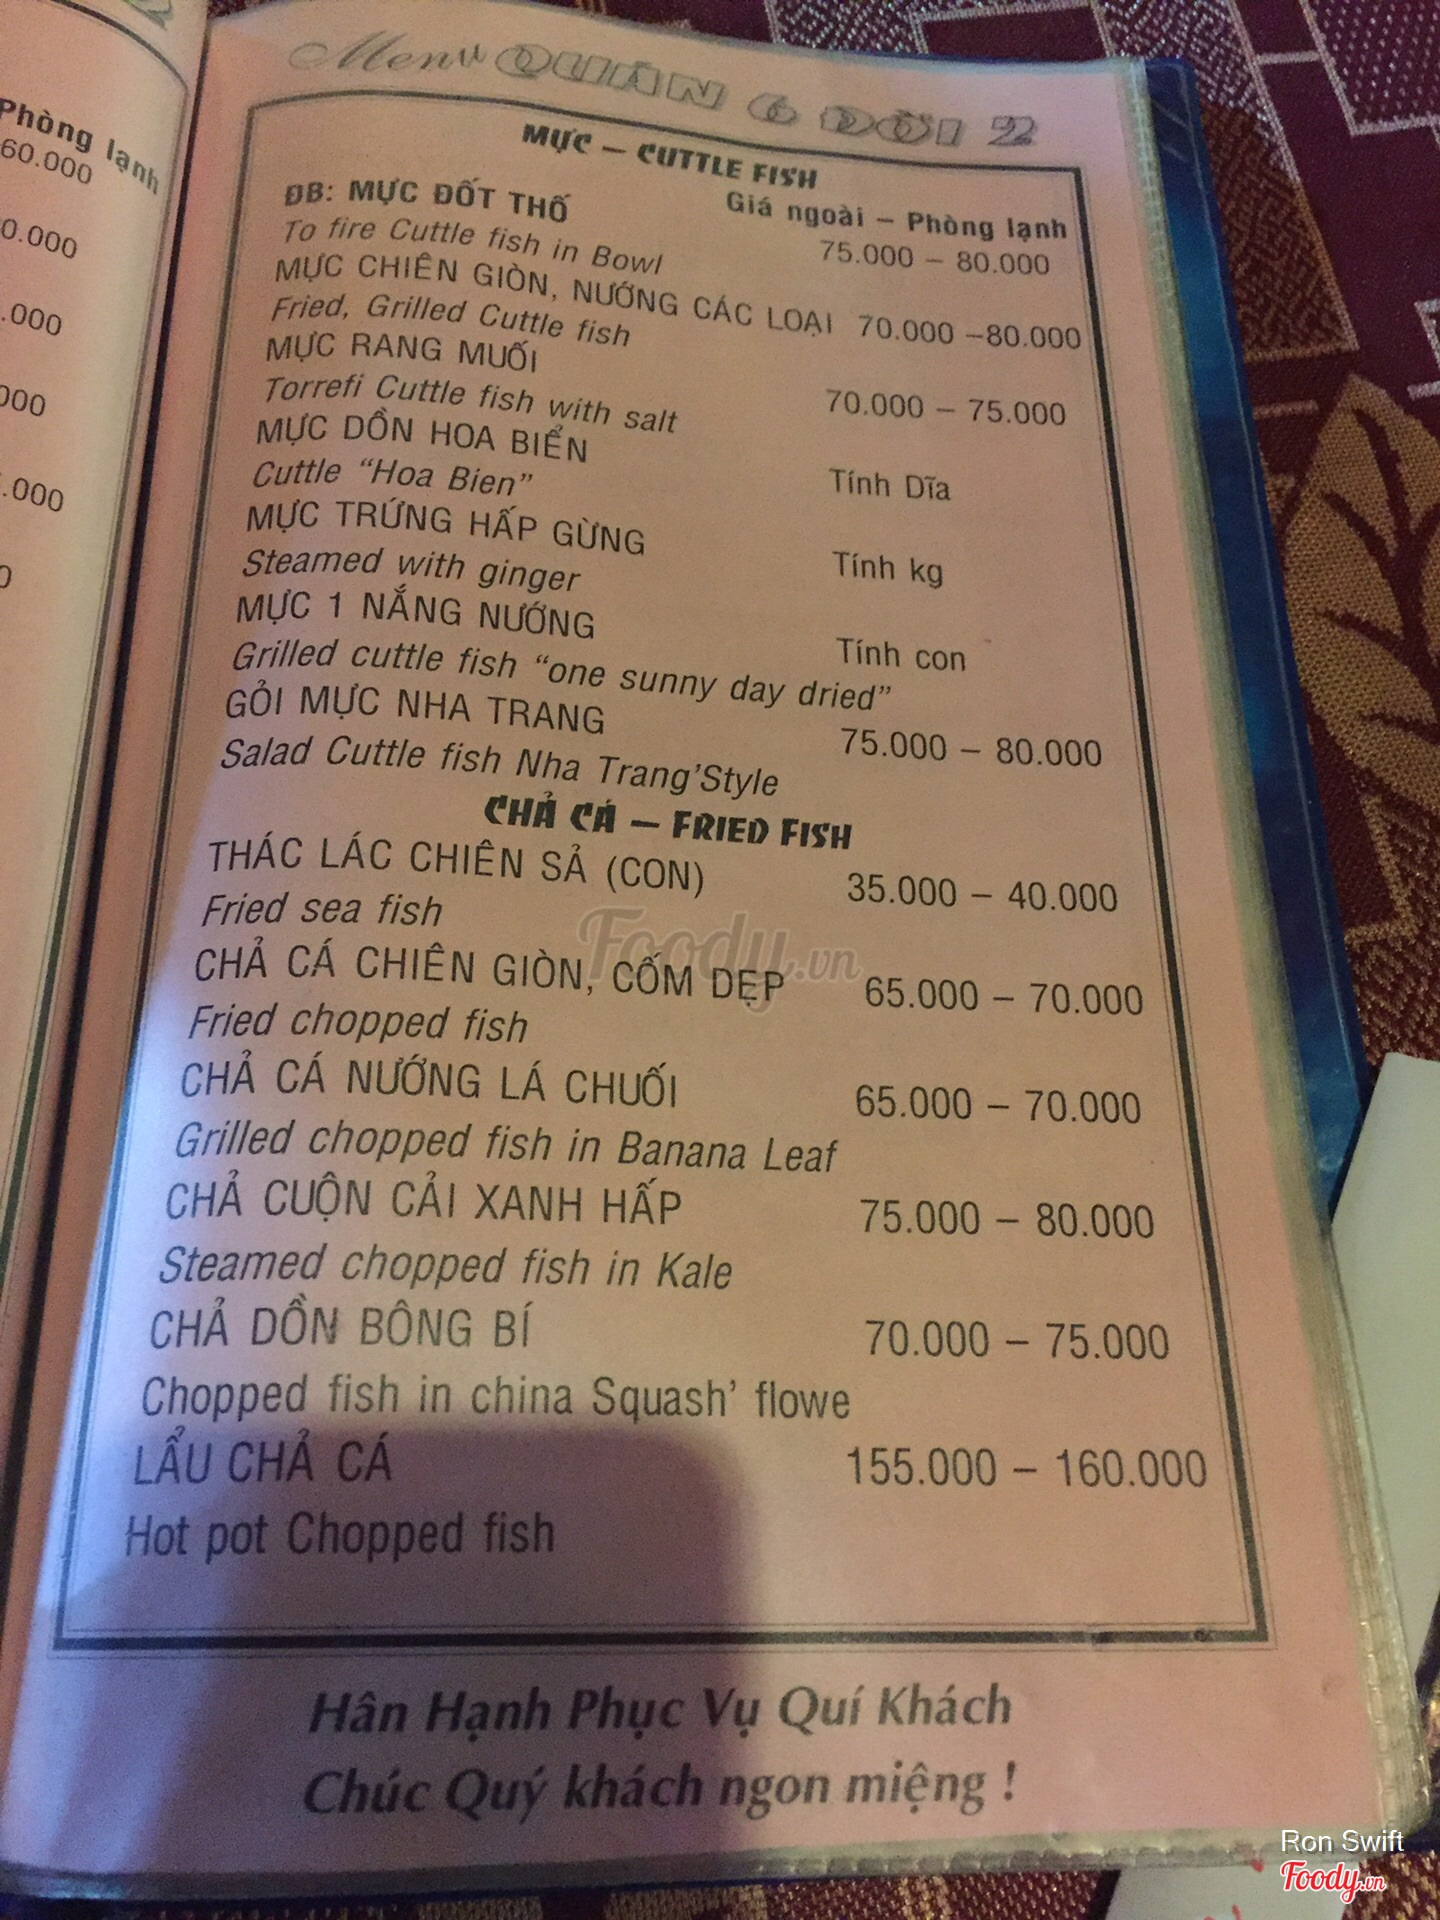 Phòng lạnh
60.000
0.000
.000
000
.000
0
Menu QUÁN 6 DỜI 2
MỰC – CUTTLE FISH
Giá ngoài – Phòng lạnh
ĐB: MỰC ĐỐT THỐ
75.000 – 80.000
To fire Cuttle fish in Bowl
MỰC CHIÊN GIÒN, NƯỚNG CÁC LOẠI 70.000 –80.000
Fried, Grilled Cuttle fish
MỰC RANG MUỐI
70.000 – 75.000
Torrefi Cuttle fish with salt
MỰC DỒN HOA BIỂN
Tính Dĩa
Cuttle “Hoa Bien”
MỰC TRỨNG HẤP GỪNG
Tính kg
Steamed with ginger
MỰC 1 NẮNG NƯỚNG
Tính con
Grilled cuttle fish “one sunny day dried”
GỎI MỰC NHA TRANG
75.000 – 80.000
Salad Cuttle fish Nha Trang’Style
CHẢ CÁ – FRIED FISH
THÁC LÁC CHIÊN SẢ (CON) 35.000 – 40.000
Fried sea fish
CHẢ CÁ CHIÊN GIÒN, CỐM DẸP 65.000 – 70.000
Fried chopped fish
CHẢ CÁ NƯỚNG LÁ CHUỐI 65.000 – 70.000
Grilled chopped fish in Banana Leaf
CHẢ CUỘN CẢI XANH HẤP 75.000 – 80.000
Steamed chopped fish in Kale
CHẢ DỒN BÔNG BÍ 70.000 – 75.000
Chopped fish in china Squash’ flowe
LẨU CHẢ CÁ 155.000 – 160.000
Hot pot Chopped fish
Hân Hạnh Phục Vụ Quí Khách
Chúc Quý khách ngon miệng !
Foody.vn
Ron Swift
Foody.vn